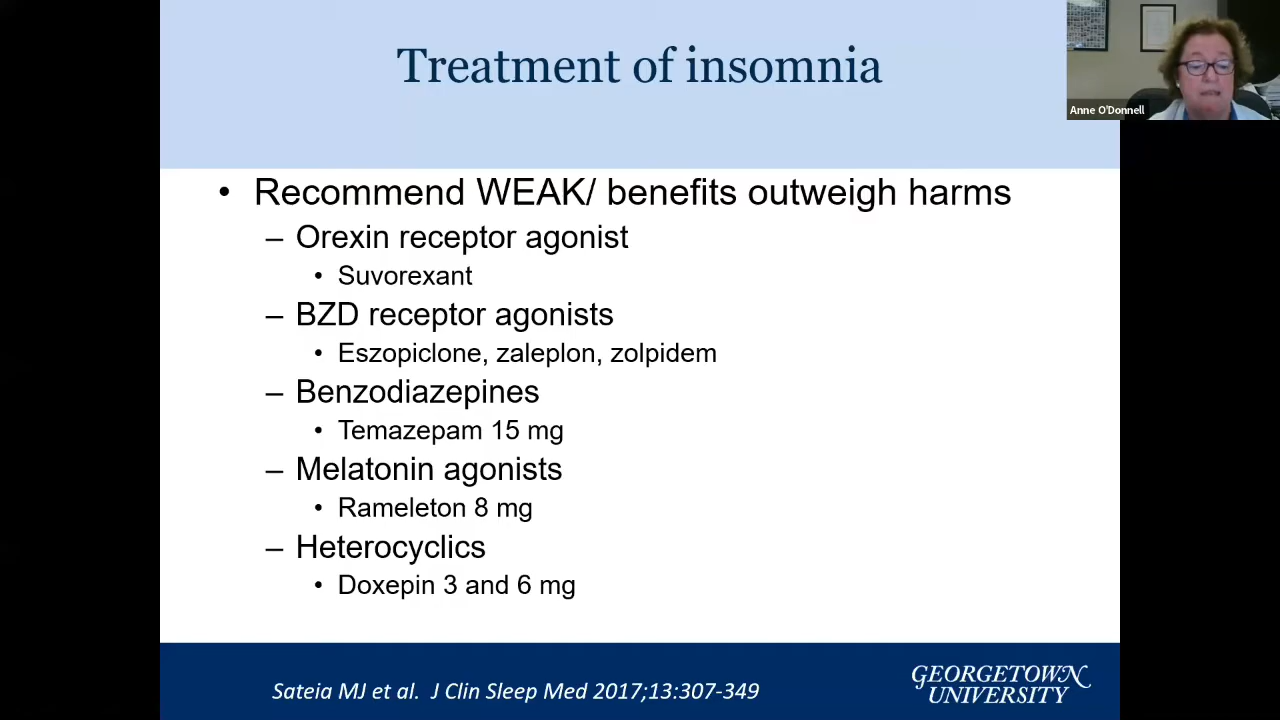 Treatment of insomnia
Anne O'Donnell
• Recommend WEAK/ benefits outweigh harms
– Orexin receptor agonist
• Suvorexant
– BZD receptor agonists
• Eszopiclone, zaleplon, zolpidem
– Benzodiazepines
• Temazepam 15 mg
– Melatonin agonists
• Rameleton 8 mg
– Heterocyclics
• Doxepin 3 and 6 mg
Sateia MJ et al. J Clin Sleep Med 2017;13:307-349
GEORGETOWN
UNIVERSITY